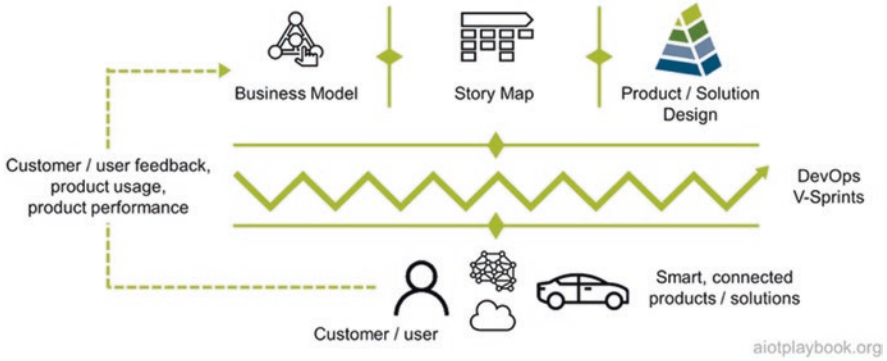 Business Model
Story Map
Product / Solution
Design
Customer / user feedback,
product usage,
product performance
DevOps
V-Sprints
Smart, connected
products / solutions
Customer / user
aiotplaybook.org